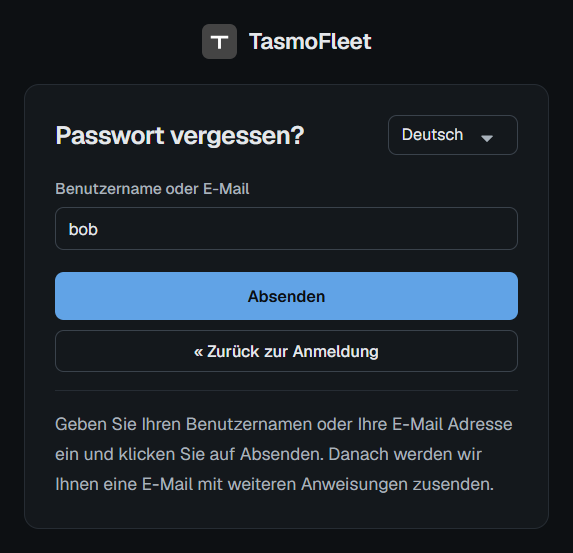 T TasmoFleet
Passwort vergessen?
Deutsch
Benutzername oder E-Mail
bob
Absenden
« Zurück zur Anmeldung
Geben Sie Ihren Benutzernamen oder Ihre E-Mail Adresse
ein und klicken Sie auf Absenden. Danach werden wir
Ihnen eine E-Mail mit weiteren Anweisungen zusenden.